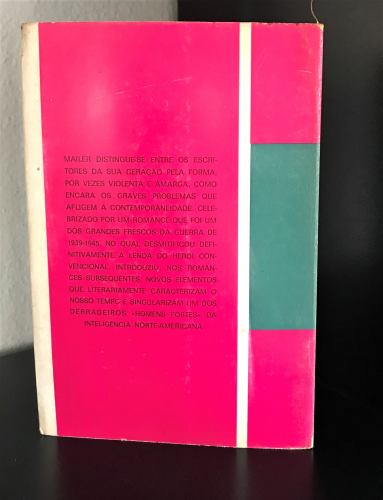 MAILER DISTINGUE-SE ENTRE OS ESCRI-
TORES DA SUA GERAÇÃO PELA FORMA,
POR VEZES VIOLENTA E AMARGA, COMO
ENCARA OS GRAVES PROBLEMAS QUE
AFLIGEM A CONTEMPORANEIDADE. CELE-
BRIZADO POR UM ROMANCE QUE FOI UM
DOS GRANDES FRESCOS DA GUERRA DE
1939-1945, NO QUAL DESMITIFICOU DEFI-
NITIVAMENTE A LENDA DO HERÓI CON-
VENCIONAL, INTRODUZIU, NOS ROMAN-
CES SUBSEQUENTES, NOVOS ELEMENTOS
QUE LITERARIAMENTE CARACTERIZAM O
NOSSO TEMPO E SINGULARIZAM UM DOS
DERRADEIROS «HOMENS FORTES» DA
INTELIGÊNCIA NORTE-AMERICANA.